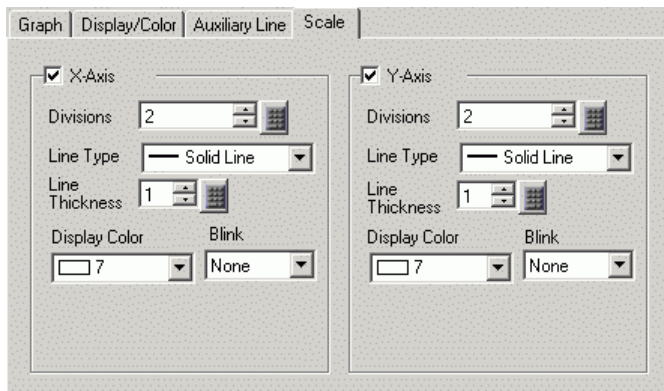 Graph Display/Color Auxiliary Line Scale
X-Axis
Divisions 2
Line Type Solid Line
Line Thickness 1
Display Color Blink
7 None
Y-Axis
Divisions 2
Line Type Solid Line
Line Thickness 1
Display Color Blink
7 None